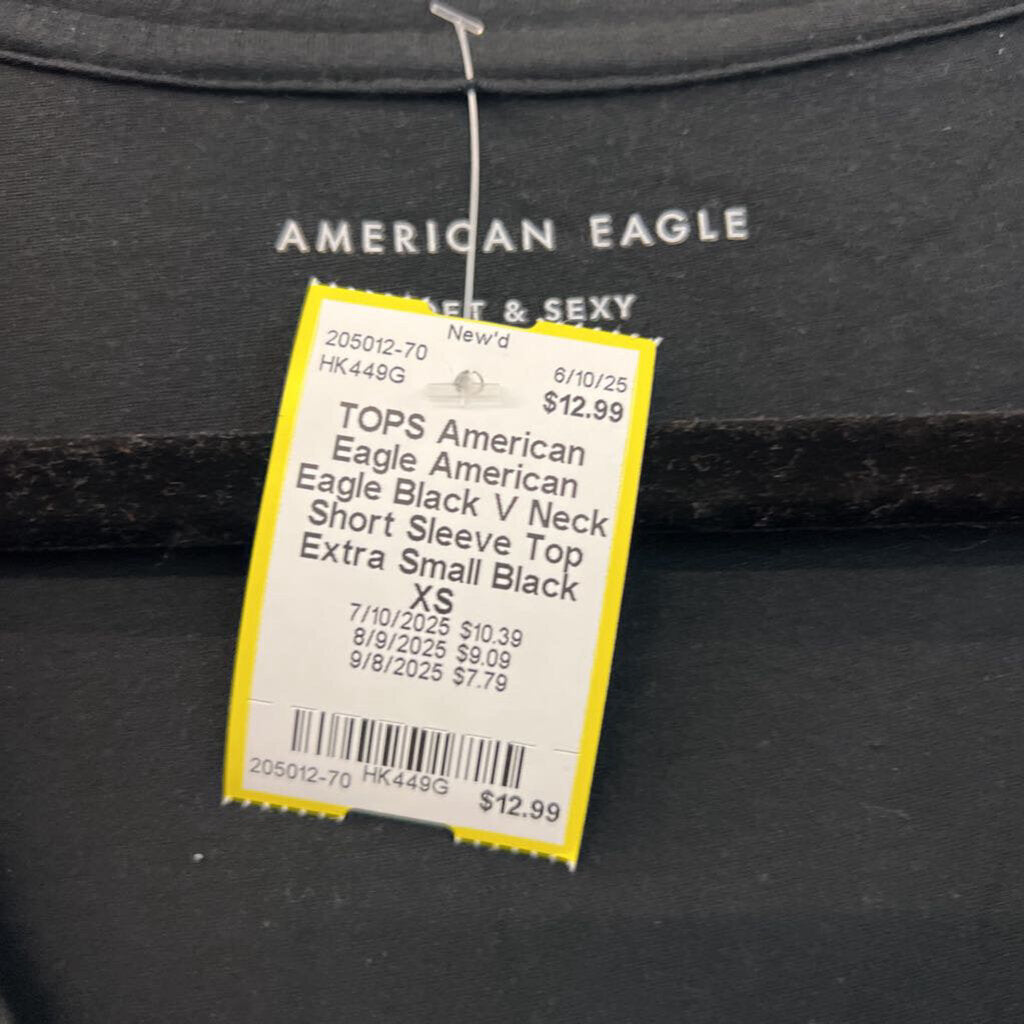 AMERICAN EAGLE
& SEXY
New'd
205012-70
HK449G
6/10/25
$12.99
TOPS American
Eagle American
Eagle Black V Neck
Short Sleeve Top
Extra Small Black
XS
7/10/2025 $10.39
8/9/2025 $9.09
9/8/2025 $7.79
205012-70 HK449G $12.99